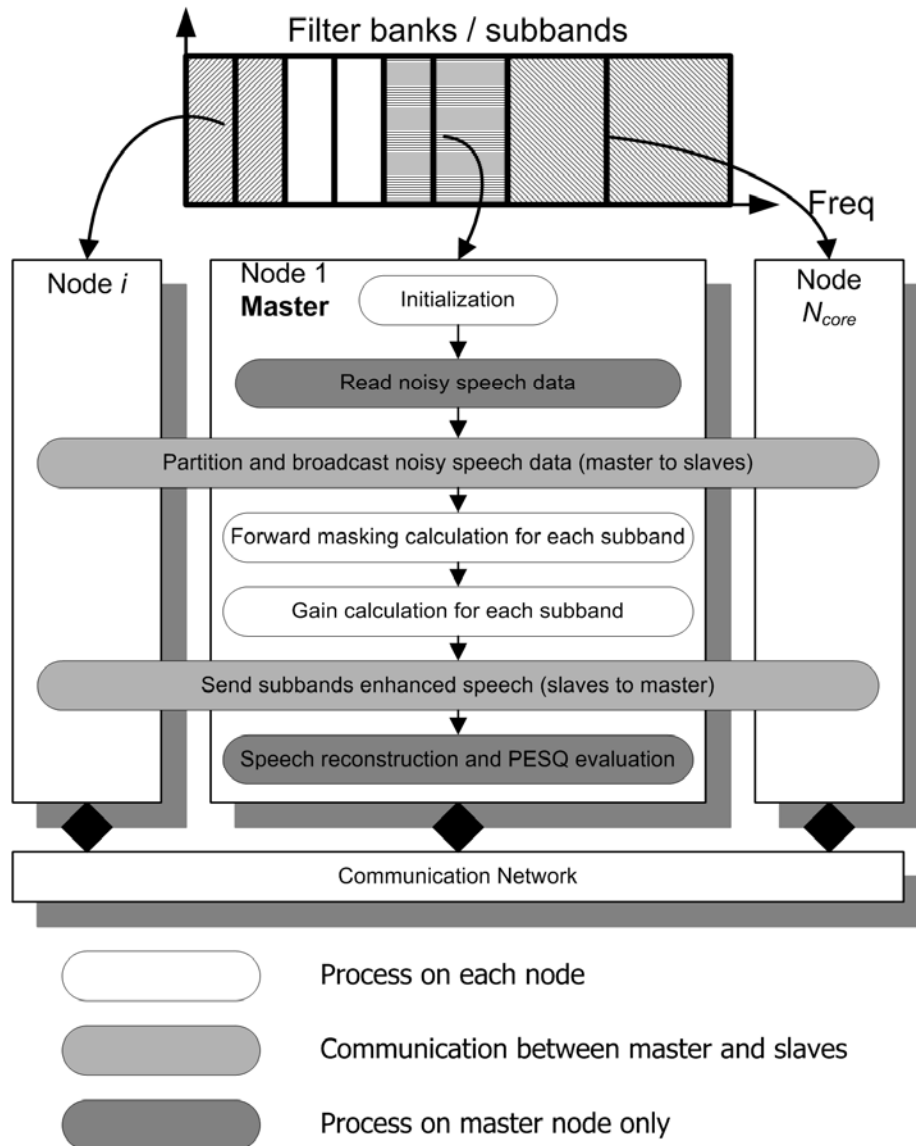 Filter banks / subbands
Freq
Node i
Node 1
Master
Node
N_core
Initialization
Read noisy speech data
Partition and broadcast noisy speech data (master to slaves)
Forward masking calculation for each subband
Gain calculation for each subband
Send subbands enhanced speech (slaves to master)
Speech reconstruction and PESQ evaluation
Communication Network
Process on each node
Communication between master and slaves
Process on master node only